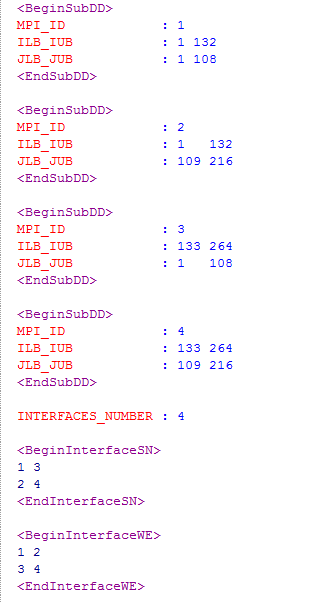 <BeginSubDD>
MPI_ID : 1
ILB_IUB : 1 132
JLB_JUB : 1 108
<EndSubDD>
<BeginSubDD>
MPI_ID : 2
ILB_IUB : 1 132
JLB_JUB : 109 216
<EndSubDD>
<BeginSubDD>
MPI_ID : 3
ILB_IUB : 133 264
JLB_JUB : 1 108
<EndSubDD>
<BeginSubDD>
MPI_ID : 4
ILB_IUB : 133 264
JLB_JUB : 109 216
<EndSubDD>
INTERFACES_NUMBER : 4
<BeginInterfaceSN>
1 3
2 4
<EndInterfaceSN>
<BeginInterfaceWE>
1 2
3 4
<EndInterfaceWE>